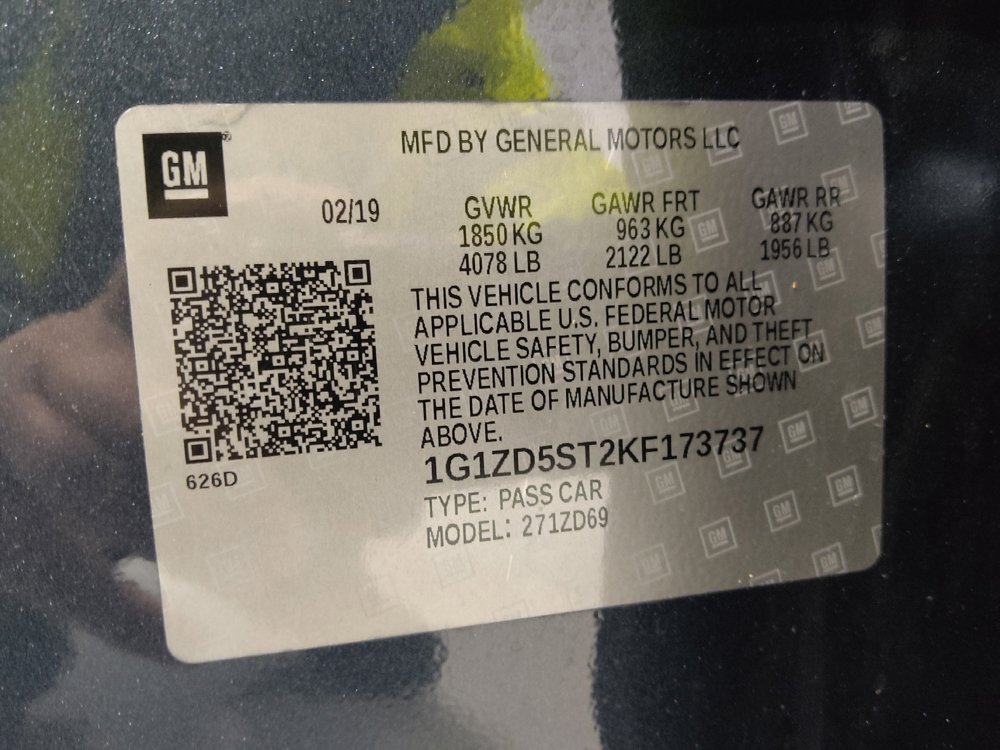 GM
MFD BY GENERAL MOTORS LLC
02/19
GVWR
1850 KG
4078 LB
GAWR FRT
963 KG
2122 LB
GAWR RR
887 KG
1956 LB
THIS VEHICLE CONFORMS TO ALL
APPLICABLE U.S. FEDERAL MOTOR
VEHICLE SAFETY, BUMPER, AND THEFT
PREVENTION STANDARDS IN EFFECT ON
THE DATE OF MANUFACTURE SHOWN
ABOVE.
1G1ZD5ST2KF173737
TYPE: PASS CAR
MODEL: 271ZD69
626D